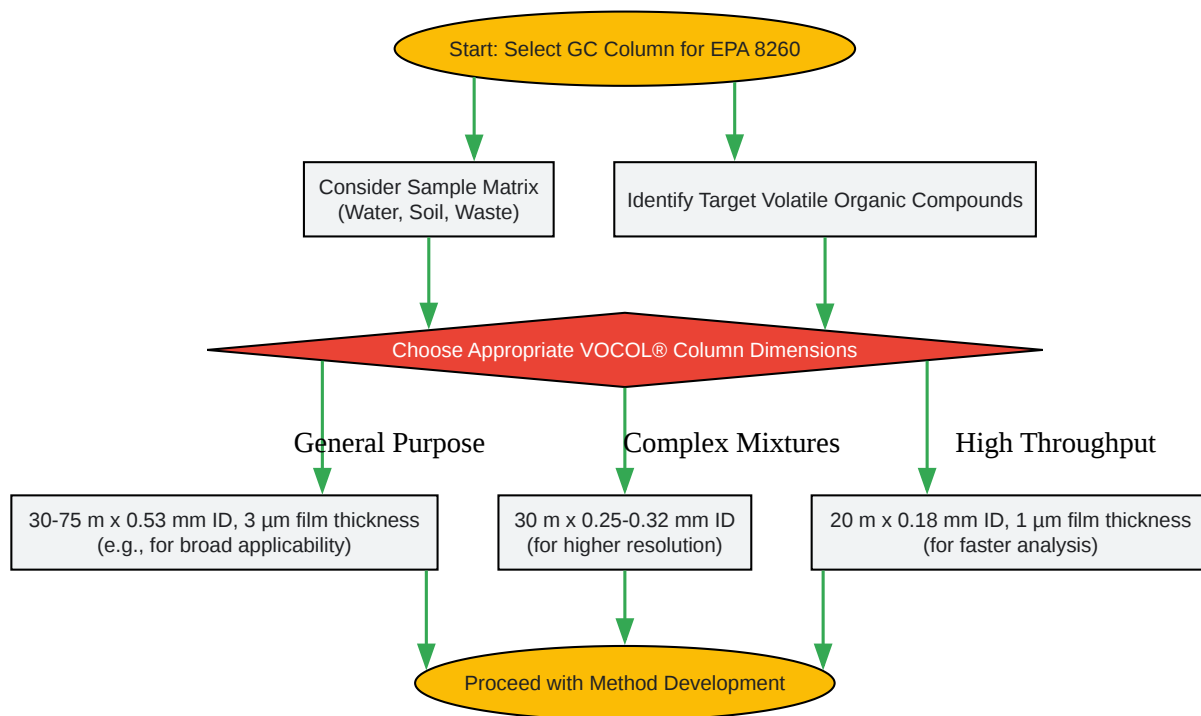 Start: Select GC Column for EPA 8260
Consider Sample Matrix
(Water, Soil, Waste)
Identify Target Volatile Organic Compounds
Choose Appropriate VOCOL® Column Dimensions
General Purpose
Complex Mixtures
High Throughput
30-75 m x 0.53 mm ID, 3 µm film thickness
(e.g., for broad applicability)
30 m x 0.25-0.32 mm ID
(for higher resolution)
20 m x 0.18 mm ID, 1 µm film thickness
(for faster analysis)
Proceed with Method Development